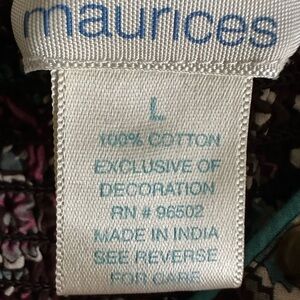 maurices
L
100% COTTON
EXCLUSIVE OF
DECORATION
RN # 96502
MADE IN INDIA
SEE REVERSE
FOR CARE